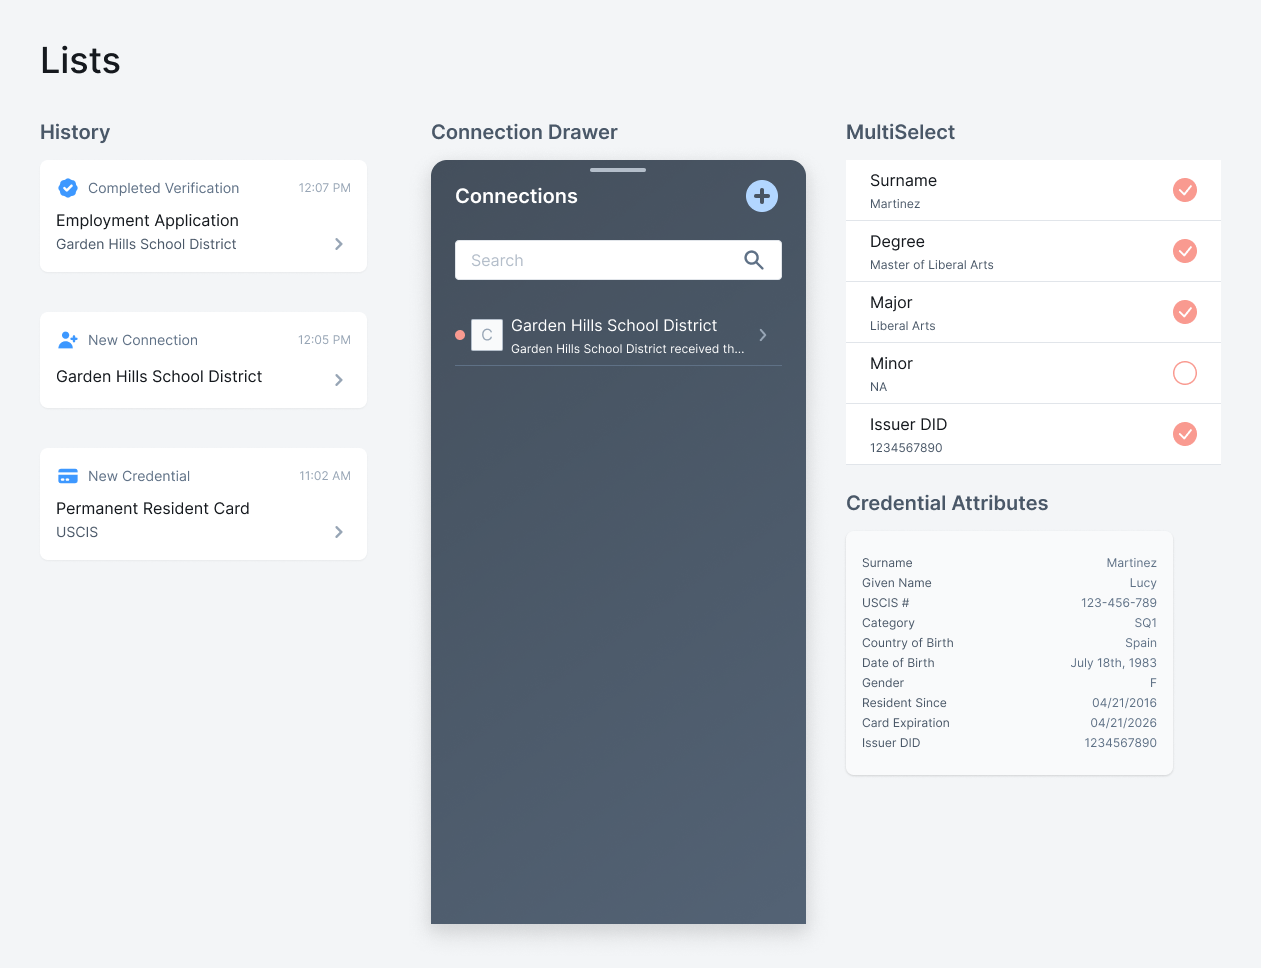 Lists
History
Completed Verification 12:07 PM
Employment Application
Garden Hills School District
New Connection 12:05 PM
Garden Hills School District
New Credential 11:02 AM
Permanent Resident Card
USCIS
Connection Drawer
Connections
Search
C
Garden Hills School District
Garden Hills School District received th...
MultiSelect
Surname
Martinez
Degree
Master of Liberal Arts
Major
Liberal Arts
Minor
NA
Issuer DID
1234567890
Credential Attributes
Surname Martinez
Given Name Lucy
USCIS # 123-456-789
Category SQ1
Country of Birth Spain
Date of Birth July 18th, 1983
Gender F
Resident Since 04/21/2016
Card Expiration 04/21/2026
Issuer DID 1234567890